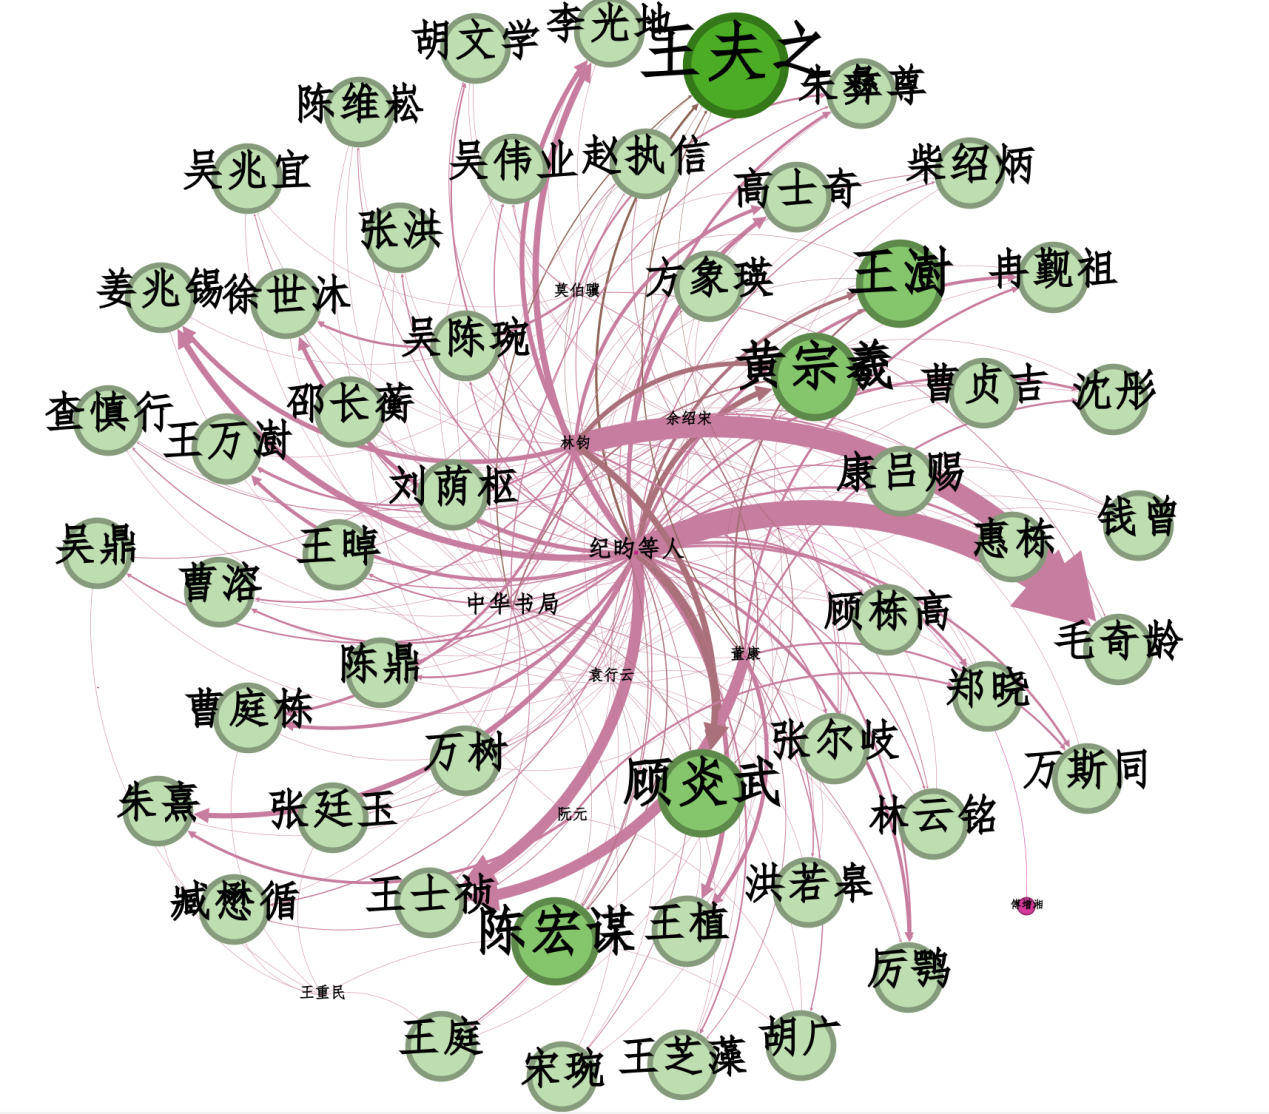 胡文学
李光地
王夫之
陈维崧
朱彝尊
吴兆宜
吴伟业
赵执信
高士奇
柴绍炳
张洪
姜兆锡
徐世沐
莫伯骥
方象瑛
王澍
冉觐祖
吴陈琬
黄宗羲
查慎行
王万澍
邵长蘅
林钧
余绍宋
曹贞吉
沈彤
刘荫枢
康吕赐
吴鼎
王晫
纪昀等人
惠栋
钱曾
曹溶
中华书局
顾栋高
毛奇龄
陈鼎
袁行云
董康
郑晓
曹庭栋
万树
张尔岐
万斯同
朱熹
张廷玉
阮元
顾炎武
林云铭
臧懋循
王士祯
陈宏谋
王植
洪若皋
傅增湘
王重民
厉鹗
王庭
宋琬
王芝藻
胡广